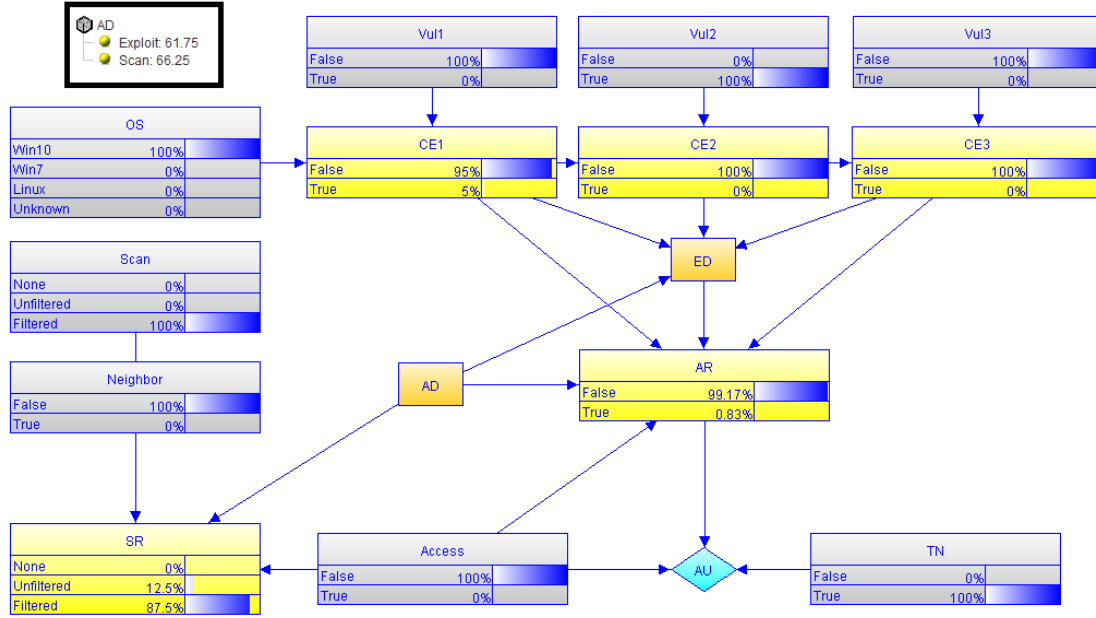 AD
Exploit: 61.75
Scan: 66.25
Vul1
False 100%
True 0%
Vul2
False 0%
True 100%
Vul3
False 100%
True 0%
OS
Win10 100%
Win7 0%
Linux 0%
Unknown 0%
CE1
False 95%
True 5%
CE2
False 100%
True 0%
CE3
False 100%
True 0%
Scan
None 0%
Unfiltered 0%
Filtered 100%
ED
Neighbor
False 100%
True 0%
AD
AR
False 99.17%
True 0.83%
SR
None 0%
Unfiltered 12.5%
Filtered 87.5%
Access
False 100%
True 0%
AU
TN
False 0%
True 100%